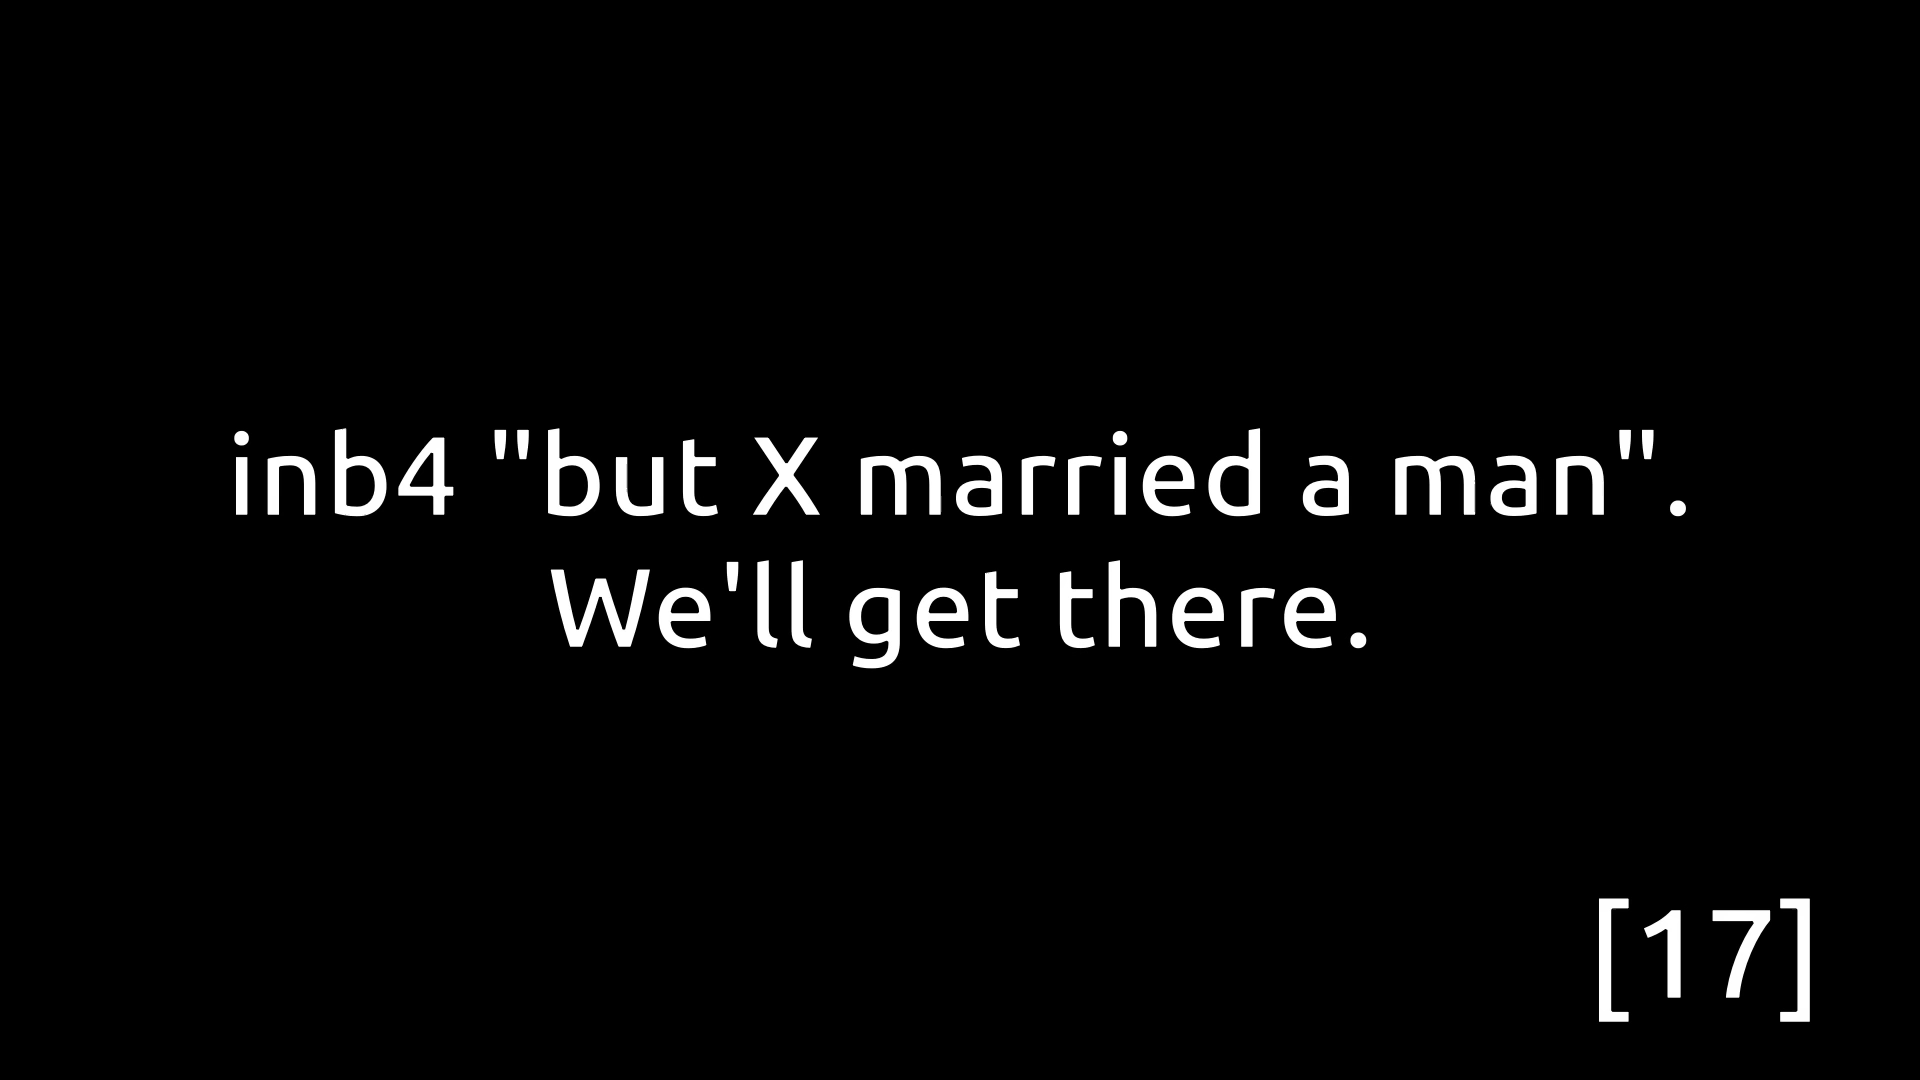 inb4 "but X married a man".
We'll get there.
[17]